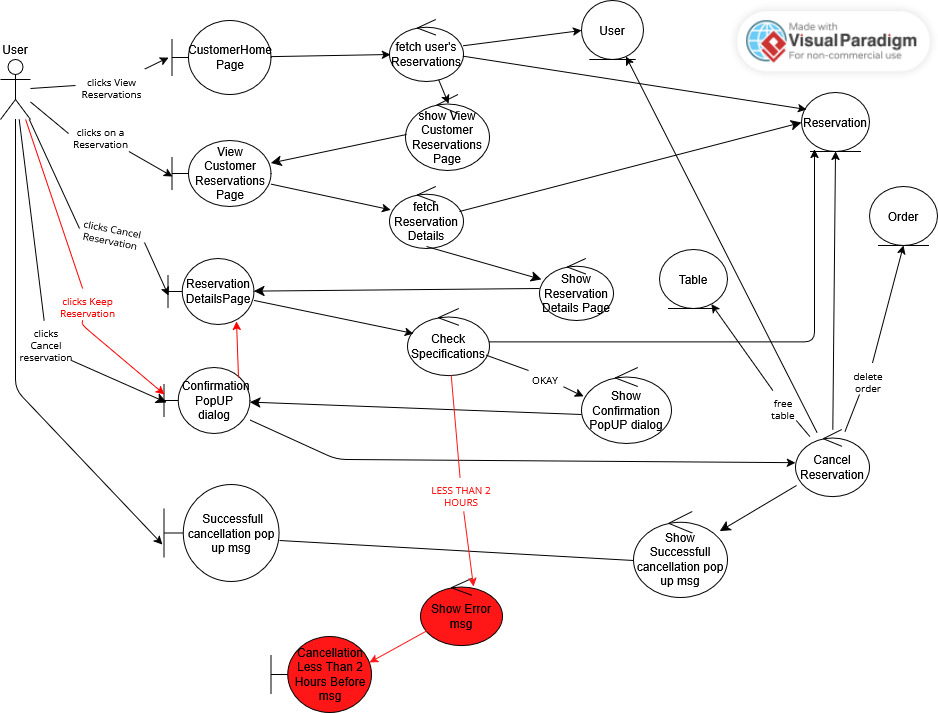 Made with
VisualParadigm
For non-commercial use
User
CustomerHome
Page
fetch user's
Reservations
User
clicks View
Reservations
show View
Customer
Reservations
Page
Reservation
clicks on a
Reservation
View
Customer
Reservations
Page
fetch
Reservation
Details
Order
clicks Cancel
Reservation
Reservation
DetailsPage
Show
Reservation
Details Page
Table
clicks Keep
Reservation
clicks
Cancel
reservation
Check
Specifications
OKAY
Confirmation
PopUP
dialog
Show
Confirmation
PopUP dialog
free
table
delete
order
Cancel
Reservation
LESS THAN 2
HOURS
Successfull
cancellation pop
up msg
Show
Successfull
cancellation pop
up msg
Show Error
msg
Cancellation
Less Than 2
Hours Before
msg